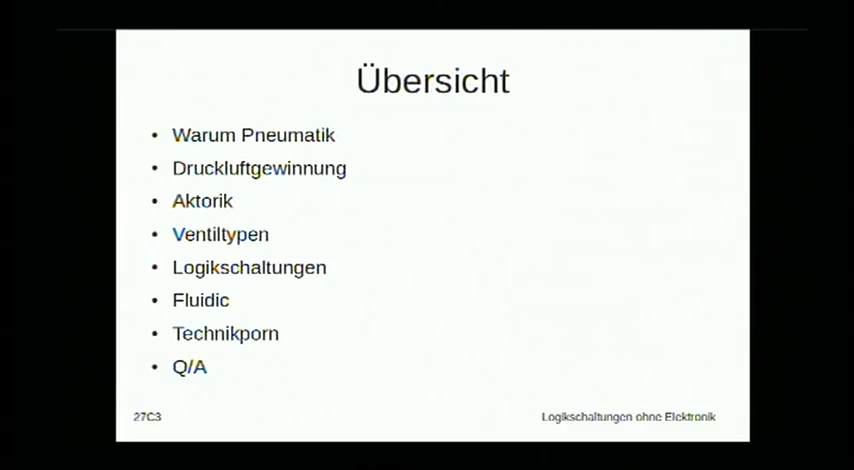 Übersicht
• Warum Pneumatik
• Druckluftgewinnung
• Aktorik
• Ventiltypen
• Logikschaltungen
• Fluidic
• Technikporn
• Q/A
27C3
Logikschaltungen ohne Elektronik